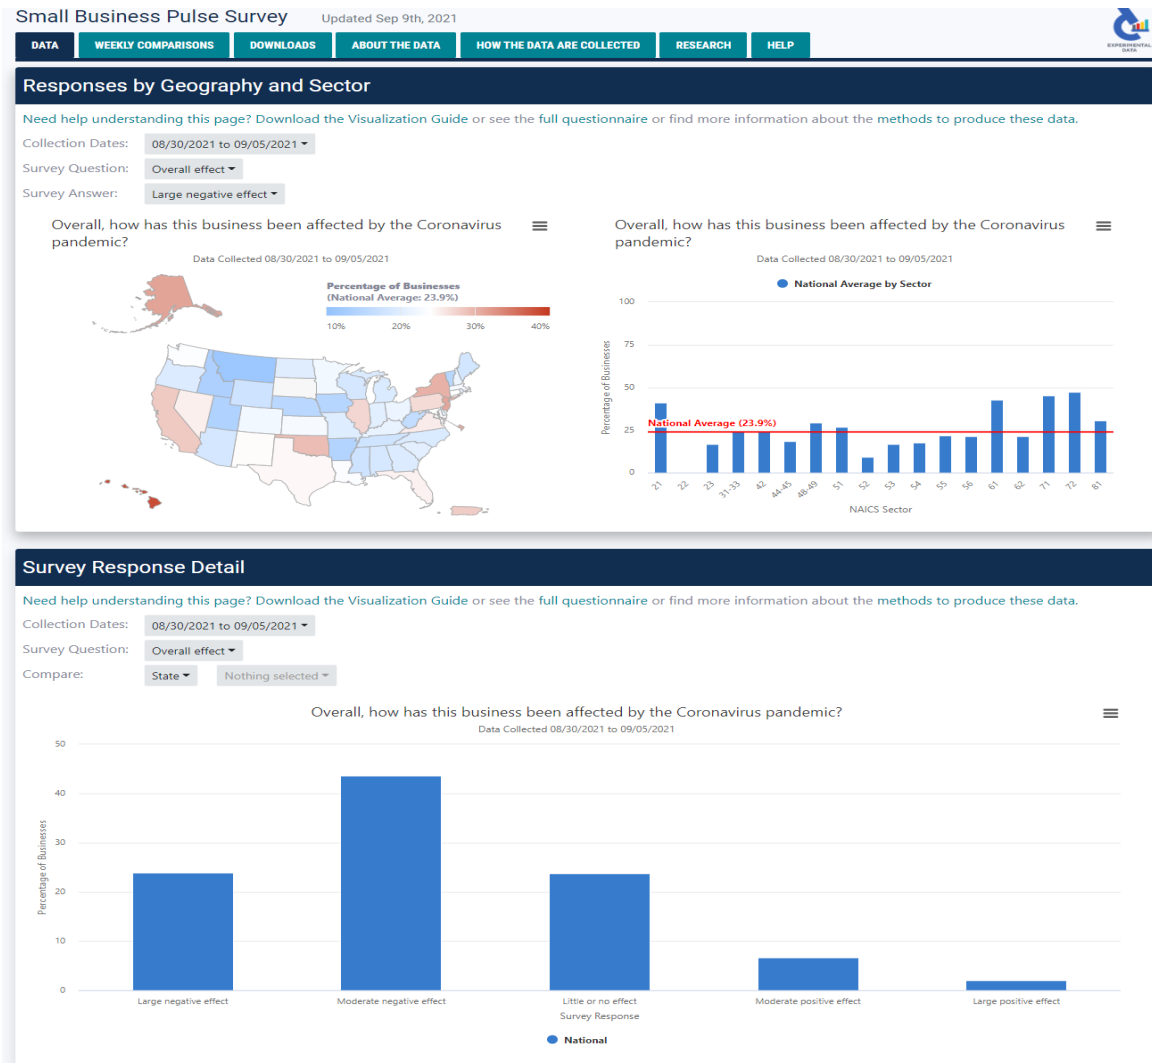 Small Business Pulse Survey Updated Sep 9th, 2021
DATA WEEKLY COMPARISONS DOWNLOADS ABOUT THE DATA HOW THE DATA ARE COLLECTED RESEARCH HELP
EXPERIMENTAL
DATA
Responses by Geography and Sector
Need help understanding this page? Download the Visualization Guide or see the full questionnaire or find more information about the methods to produce these data.
Collection Dates: 08/30/2021 to 09/05/2021
Survey Question: Overall effect
Survey Answer: Large negative effect
Overall, how has this business been affected by the Coronavirus
pandemic?
Data Collected 08/30/2021 to 09/05/2021
Percentage of Businesses
(National Average: 23.9%)
10% 20% 30% 40%
Overall, how has this business been affected by the Coronavirus
pandemic?
Data Collected 08/30/2021 to 09/05/2021
National Average by Sector
Percentage of Businesses
100
75
50
25
0
National Average (23.9%)
21 22 23 31-33 42 44-45 48-49 51 52 53 54 55 56 61 62 71 72 81
NAICS Sector
Survey Response Detail
Need help understanding this page? Download the Visualization Guide or see the full questionnaire or find more information about the methods to produce these data.
Collection Dates: 08/30/2021 to 09/05/2021
Survey Question: Overall effect
Compare: State Nothing selected
Overall, how has this business been affected by the Coronavirus pandemic?
Data Collected 08/30/2021 to 09/05/2021
Percentage of Businesses
50
40
30
20
10
0
Large negative effect Moderate negative effect Little or no effect Moderate positive effect Large positive effect
Survey Response
National